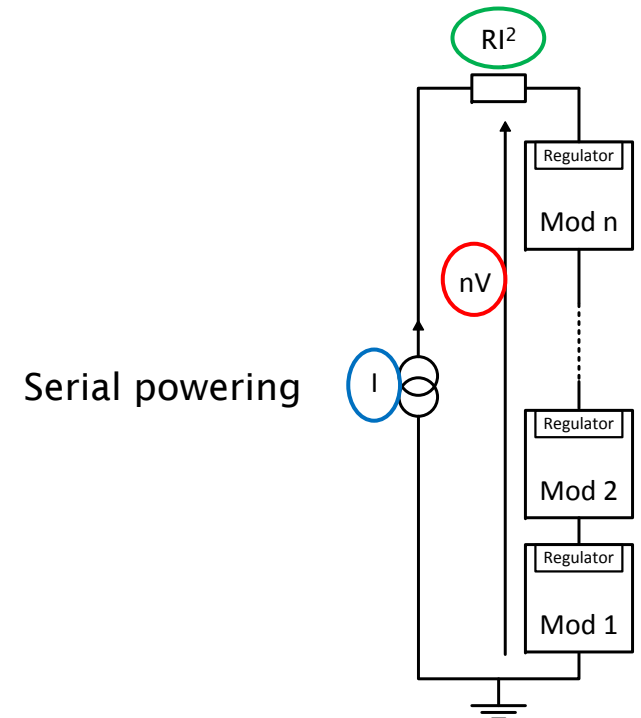 RI²
Regulator
Mod n
nV
Serial powering
I
Regulator
Mod 2
Regulator
Mod 1